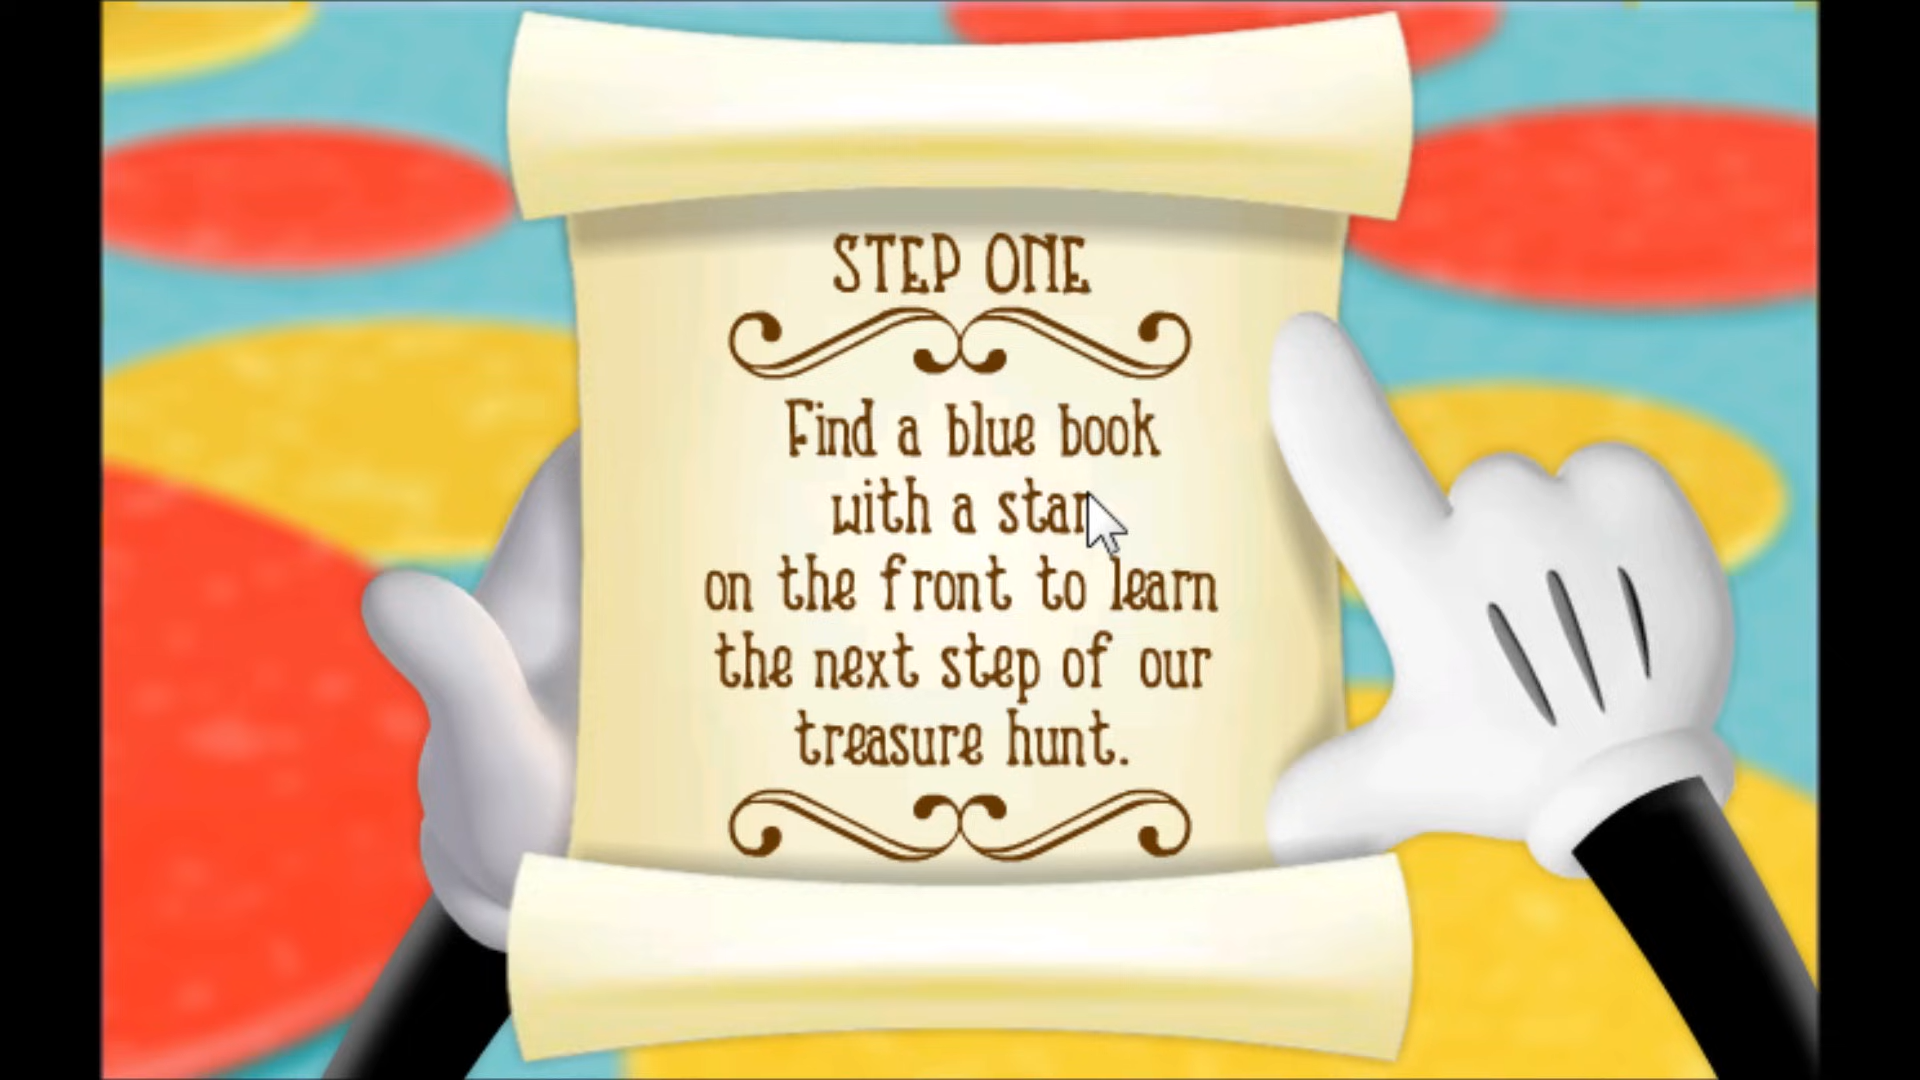 STEP ONE
Find a blue book
with a star
on the front to learn
the next step of our
treasure hunt.